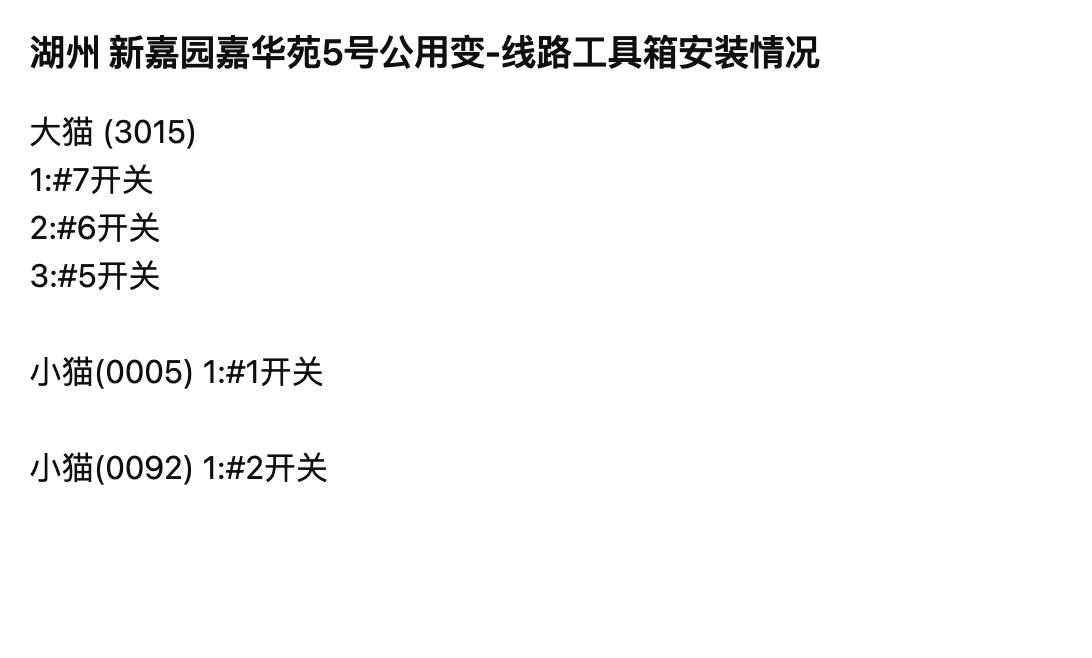 湖州 新嘉园嘉华苑5号公用变-线路工具箱安装情况
大猫 (3015)
1:#7开关
2:#6开关
3:#5开关
小猫(0005) 1:#1开关
小猫(0092) 1:#2开关